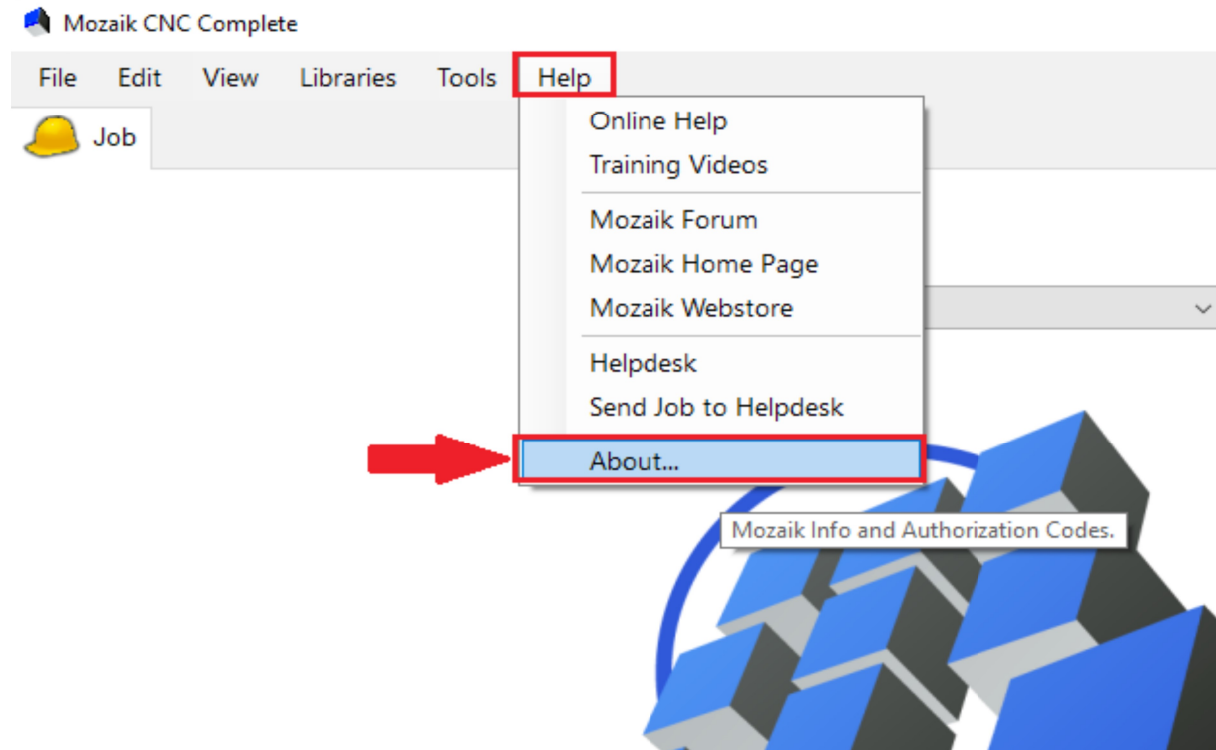 Mozaik CNC Complete
File Edit View Libraries Tools Help
Job
Online Help
Training Videos
Mozaik Forum
Mozaik Home Page
Mozaik Webstore
Helpdesk
Send Job to Helpdesk
About...
Mozaik Info and Authorization Codes.